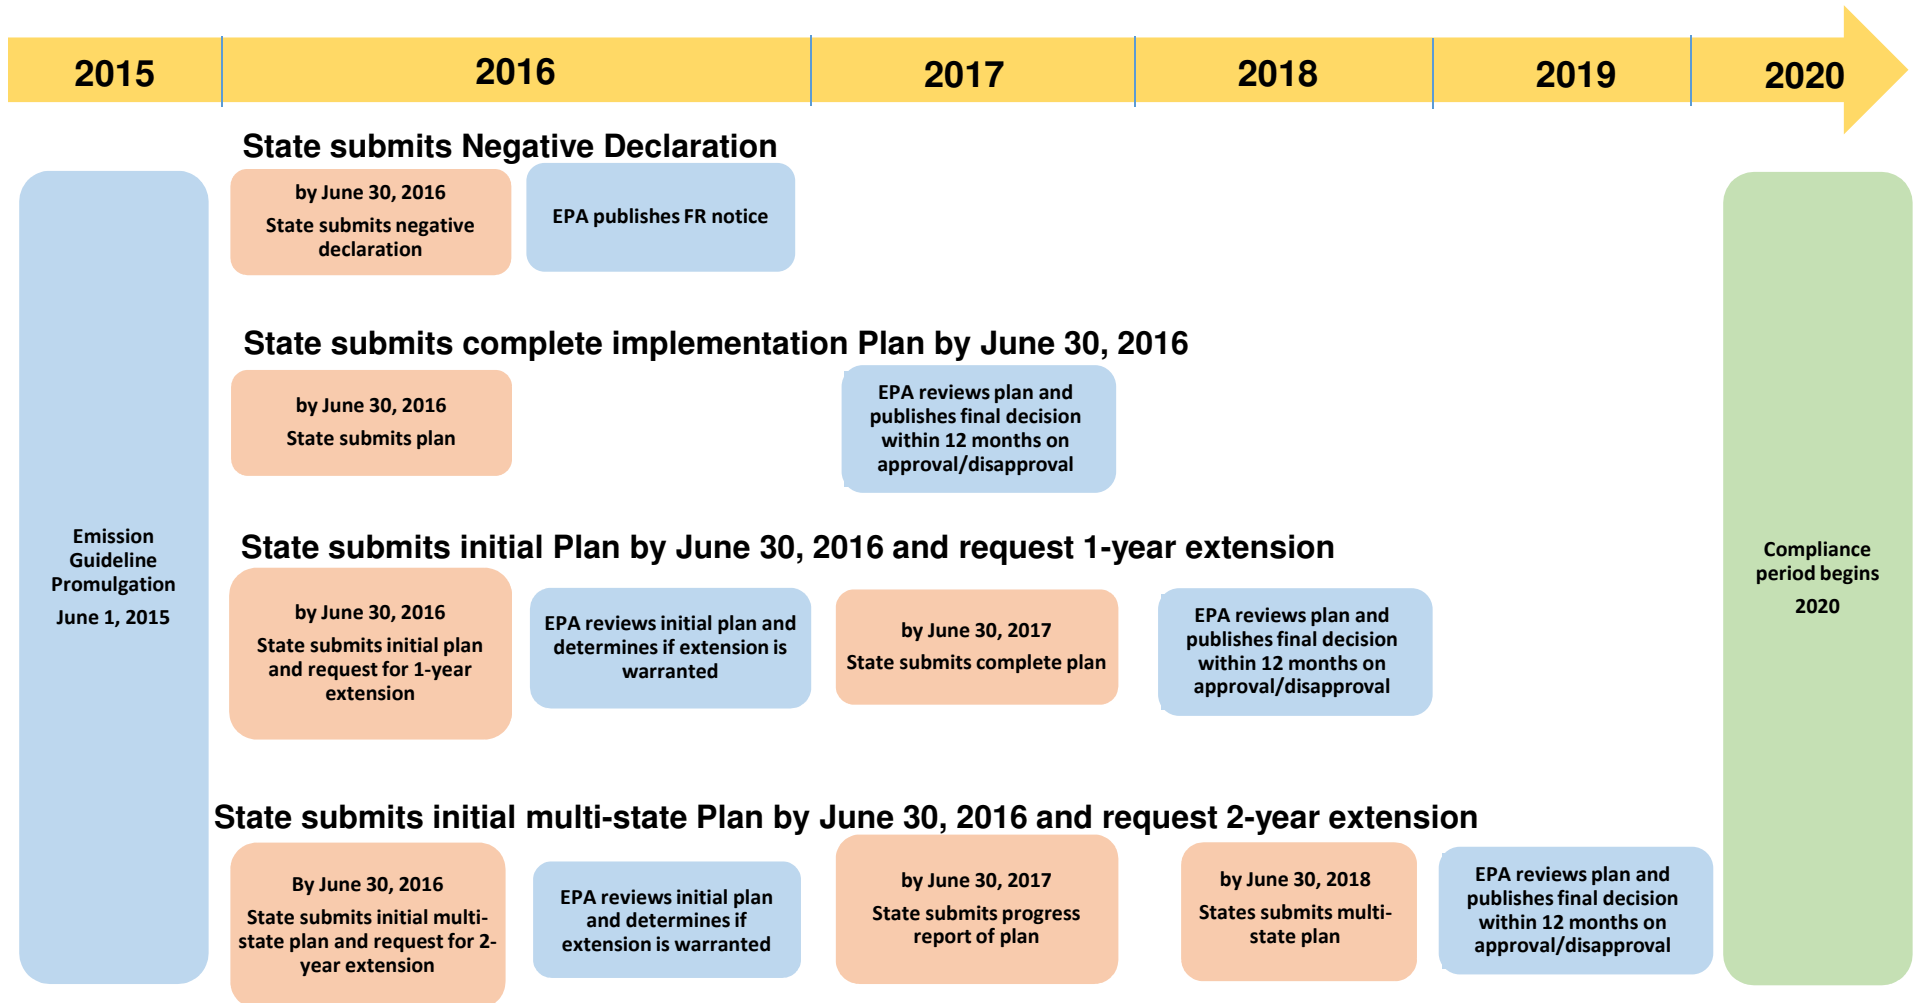 2015
2016
2017
2018
2019
2020
State submits Negative Declaration
by June 30, 2016
State submits negative
declaration
EPA publishes FR notice
State submits complete implementation Plan by June 30, 2016
by June 30, 2016
State submits plan
EPA reviews plan and
publishes final decision
within 12 months on
approval/disapproval
Emission
Guideline
Promulgation
June 1, 2015
State submits initial Plan by June 30, 2016 and request 1-year extension
by June 30, 2016
State submits initial plan
and request for 1-year
extension
EPA reviews initial plan and
determines if extension is
warranted
by June 30, 2017
State submits complete plan
EPA reviews plan and
publishes final decision
within 12 months on
approval/disapproval
Compliance
period begins
2020
State submits initial multi-state Plan by June 30, 2016 and request 2-year extension
By June 30, 2016
State submits initial multi-
state plan and request for 2-
year extension
EPA reviews initial plan
and determines if
extension is warranted
by June 30, 2017
State submits progress
report of plan
by June 30, 2018
States submits multi-
state plan
EPA reviews plan and
publishes final decision
within 12 months on
approval/disapproval